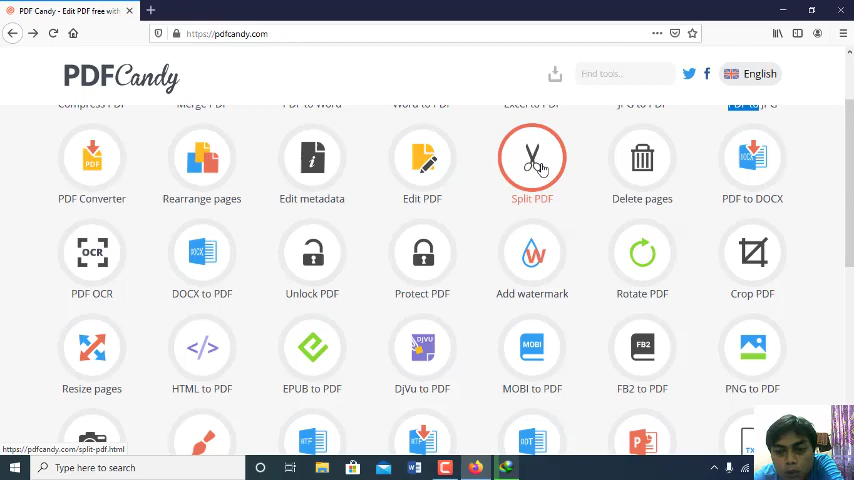 PDF Candy - Edit PDF free with
https://pdfcandy.com
PDFCandy
Find tools..
English
Compress PDF Merge PDF PDF to Word Word to PDF Excel to PDF JPG to PDF PDF to JPG
PDF
PDF Converter Rearrange pages Edit metadata Edit PDF Split PDF Delete pages PDF to DOCX
OCR DOCX W
PDF OCR DOCX to PDF Unlock PDF Protect PDF Add watermark Rotate PDF Crop PDF
</> DjVU MOBI FB2
Resize pages HTML to PDF EPUB to PDF DjVu to PDF MOBI to PDF FB2 to PDF PNG to PDF
https://pdfcandy.com/split-pdf.html
Type here to search